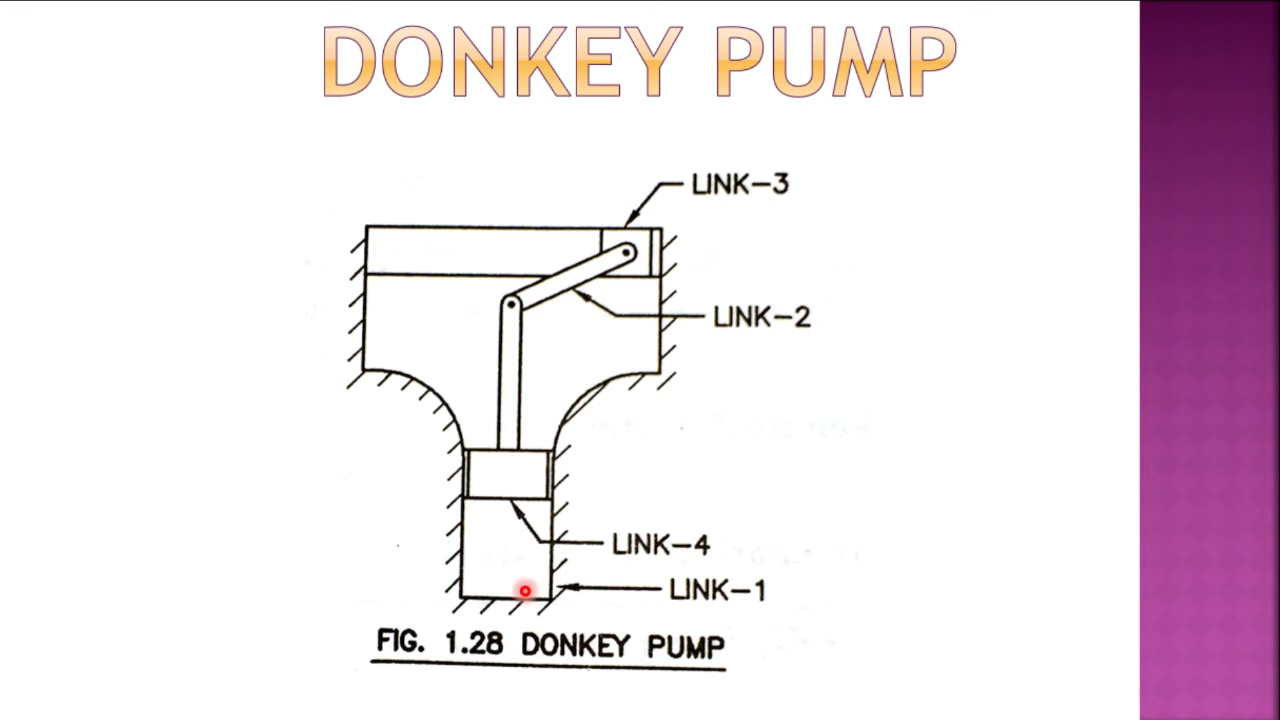 DONKEY PUMP
LINK-3
LINK-2
LINK-4
LINK-1
FIG. 1.28 DONKEY PUMP